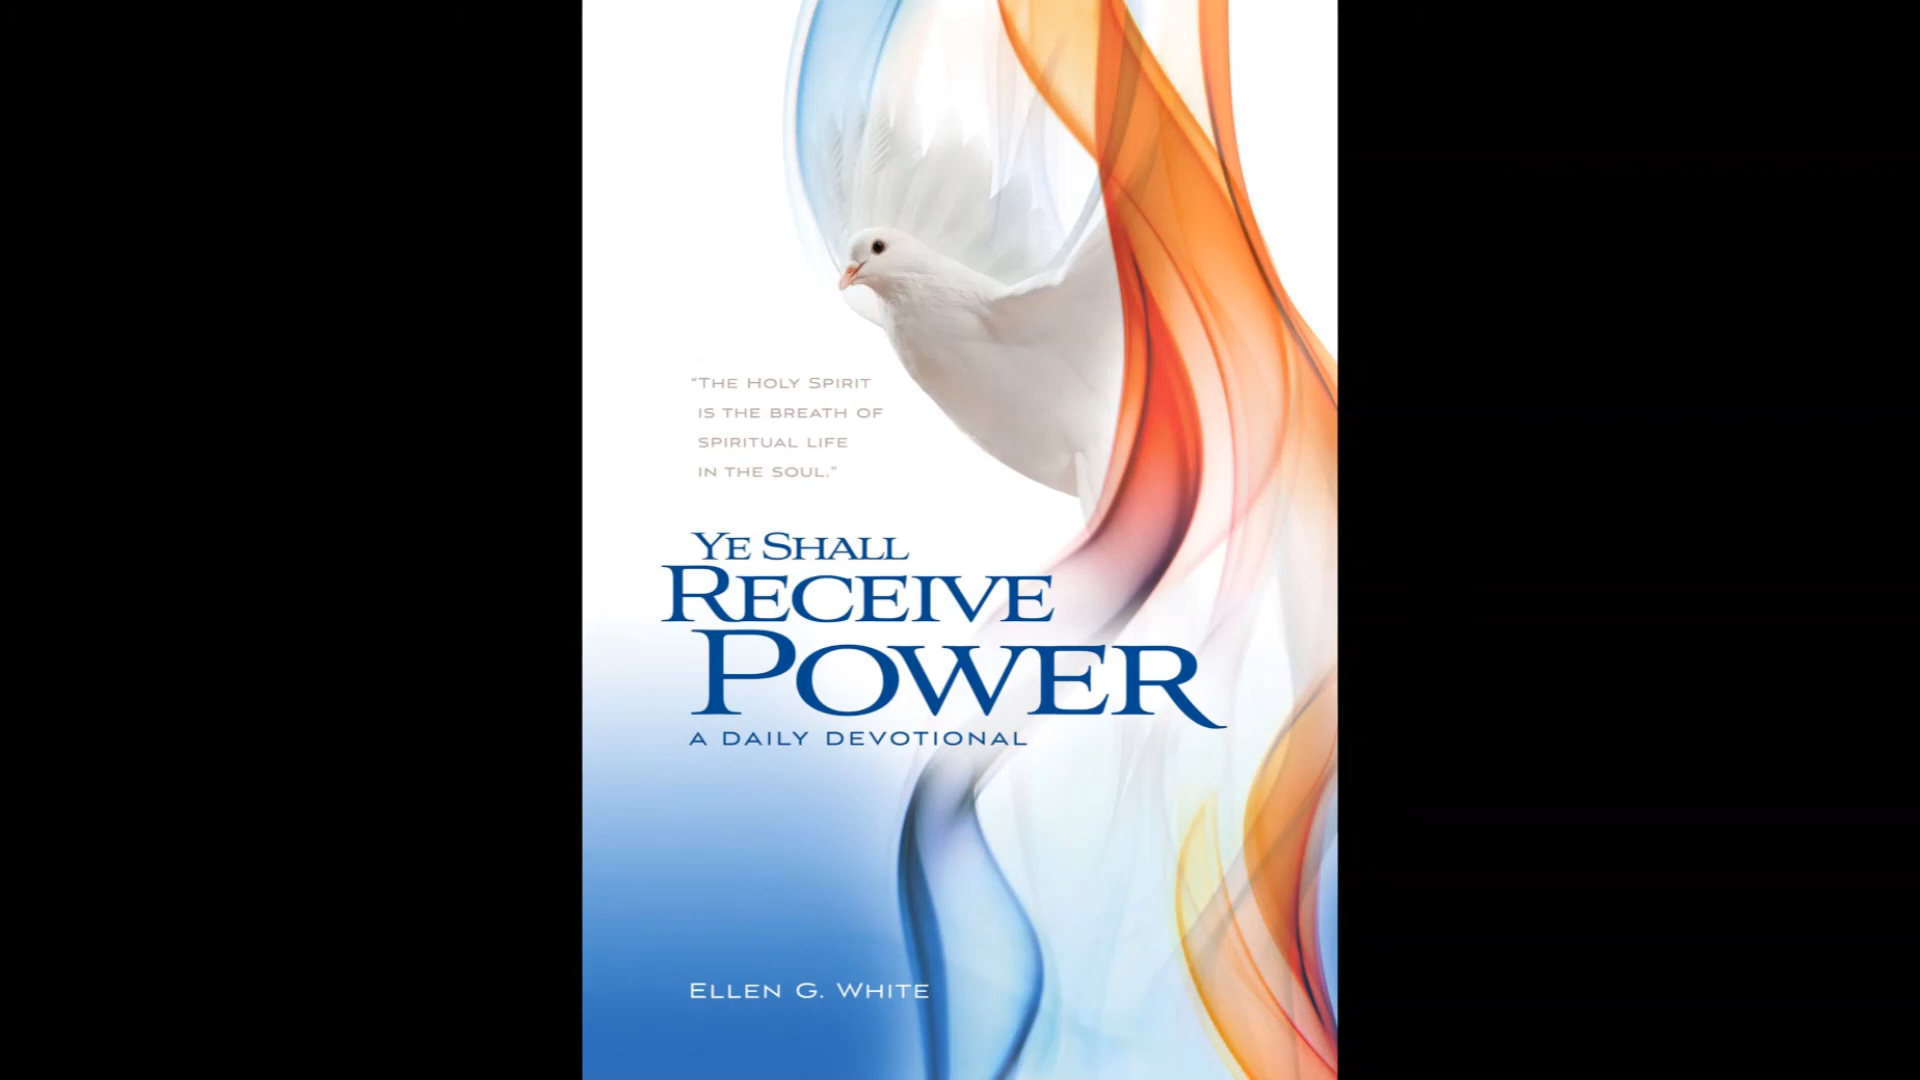 “The Holy Spirit
is the breath of
spiritual life
in the soul.”
Ye Shall
Receive
Power
A Daily Devotional
Ellen G. White